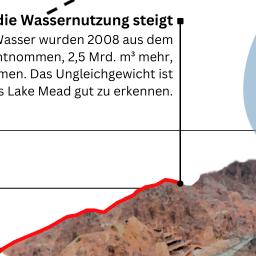 die Wassernutzung steigt
Wasser wurden 2008 aus dem
ntnommen, 2,5 Mrd. m³ mehr,
men. Das Ungleichgewicht ist
s Lake Mead gut zu erkennen.